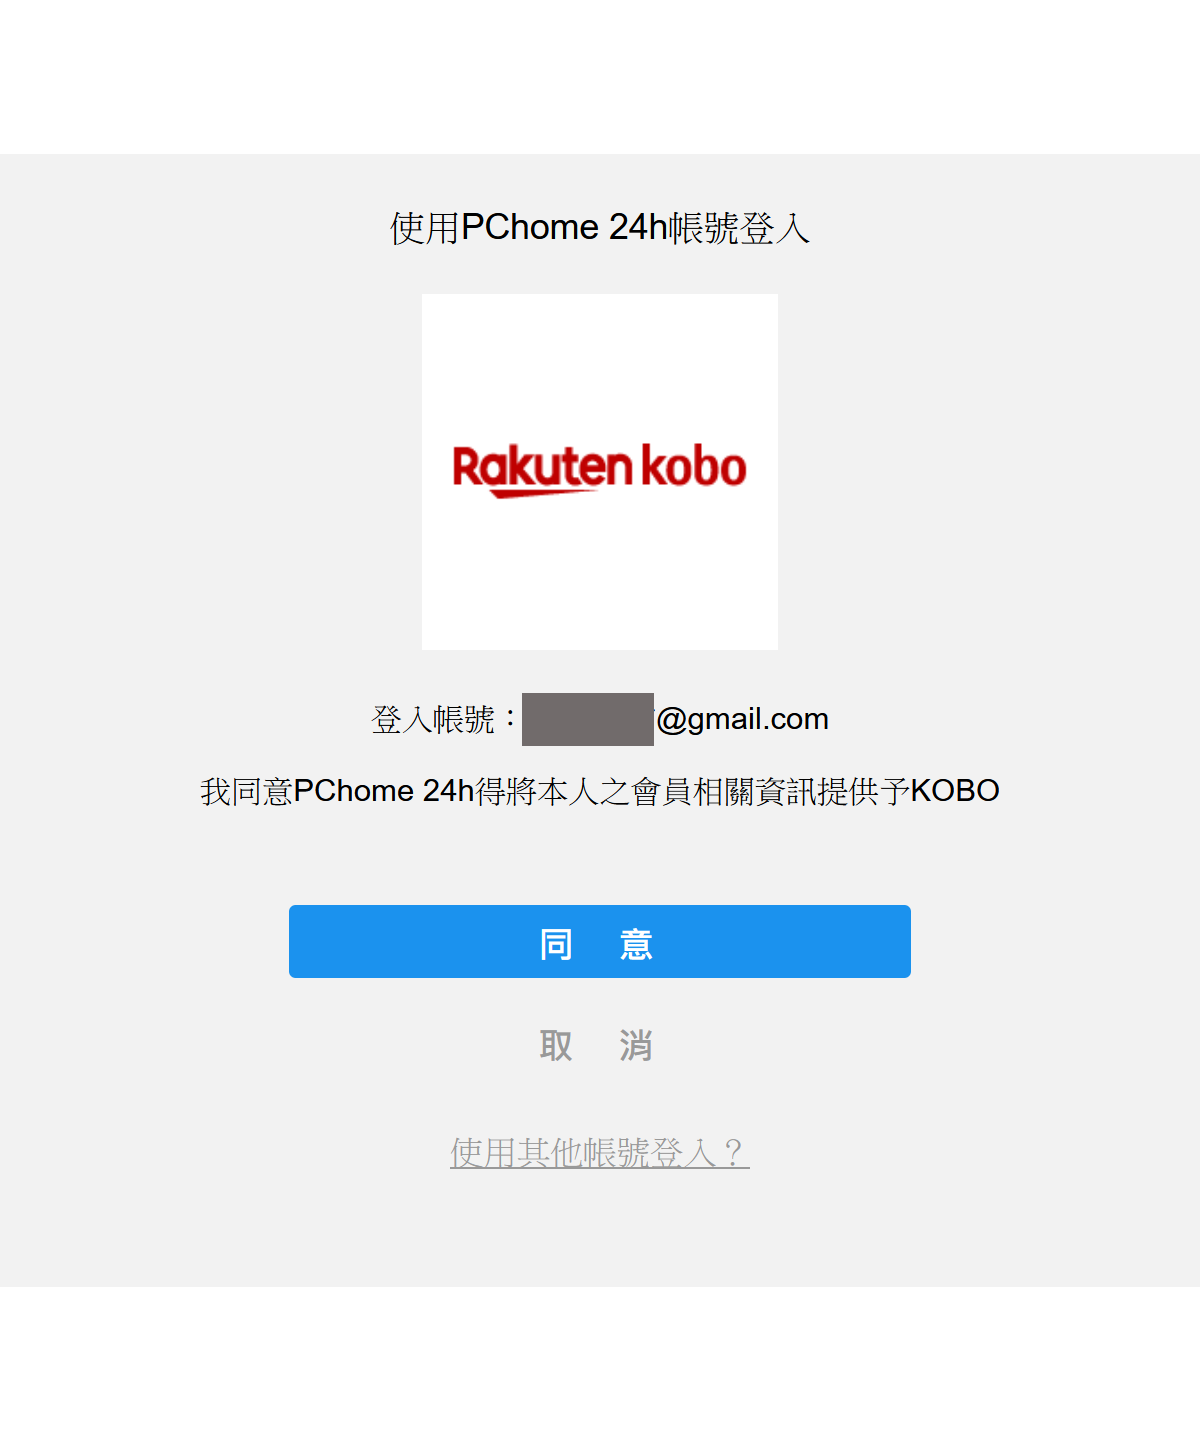 使用PChome 24h帳號登入
Rakuten kobo
登入帳號：@gmail.com
我同意PChome 24h得將本人之會員相關資訊提供予KOBO
同 意
取 消
使用其他帳號登入？